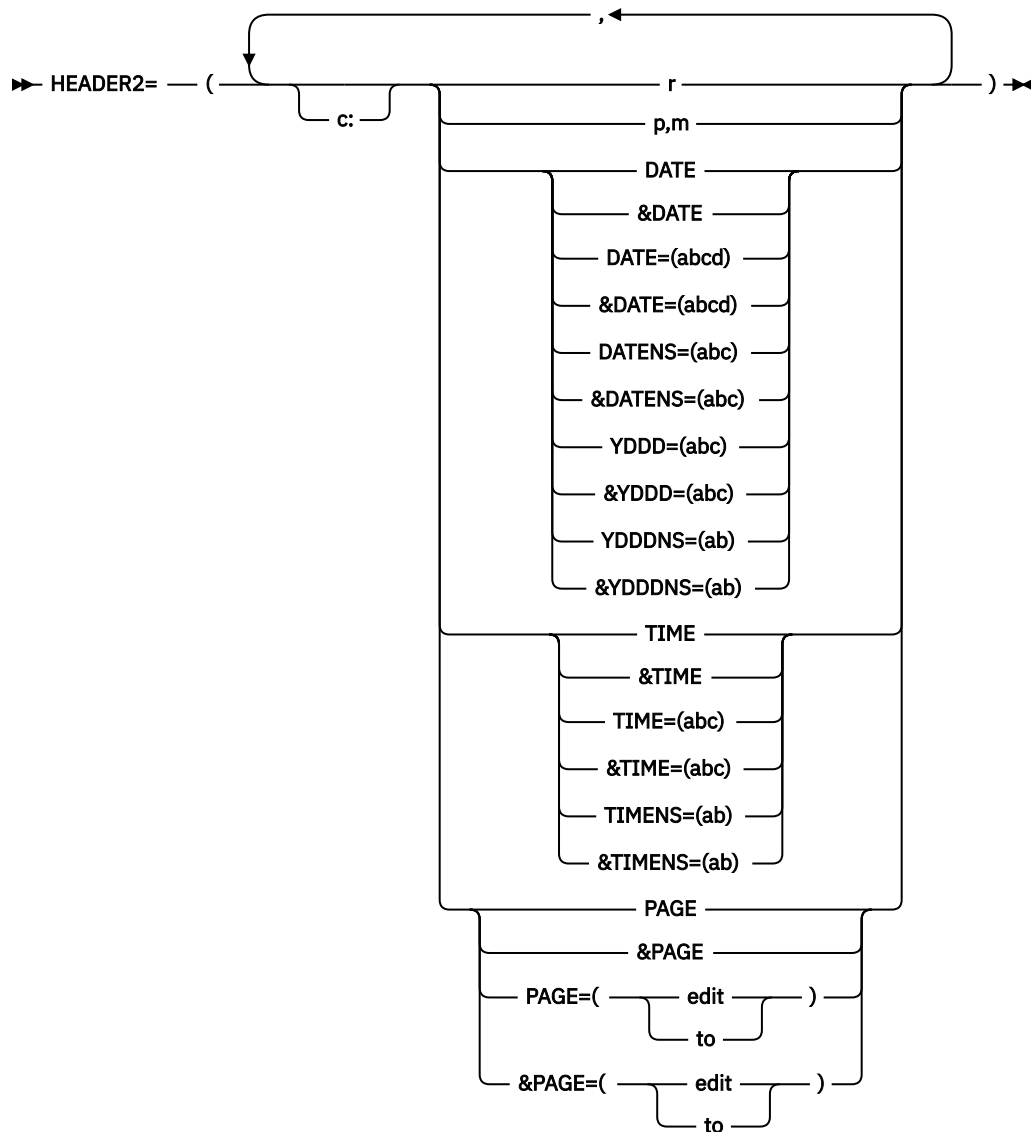 ,
HEADER2= ( r )
c:
p,m
DATE
&DATE
DATE=(abcd)
&DATE=(abcd)
DATENS=(abc)
&DATENS=(abc)
YDDD=(abc)
&YDDD=(abc)
YDDDNS=(ab)
&YDDDNS=(ab)
TIME
&TIME
TIME=(abc)
&TIME=(abc)
TIMENS=(ab)
&TIMENS=(ab)
PAGE
&PAGE
PAGE=( edit )
to
&PAGE=( edit )
to